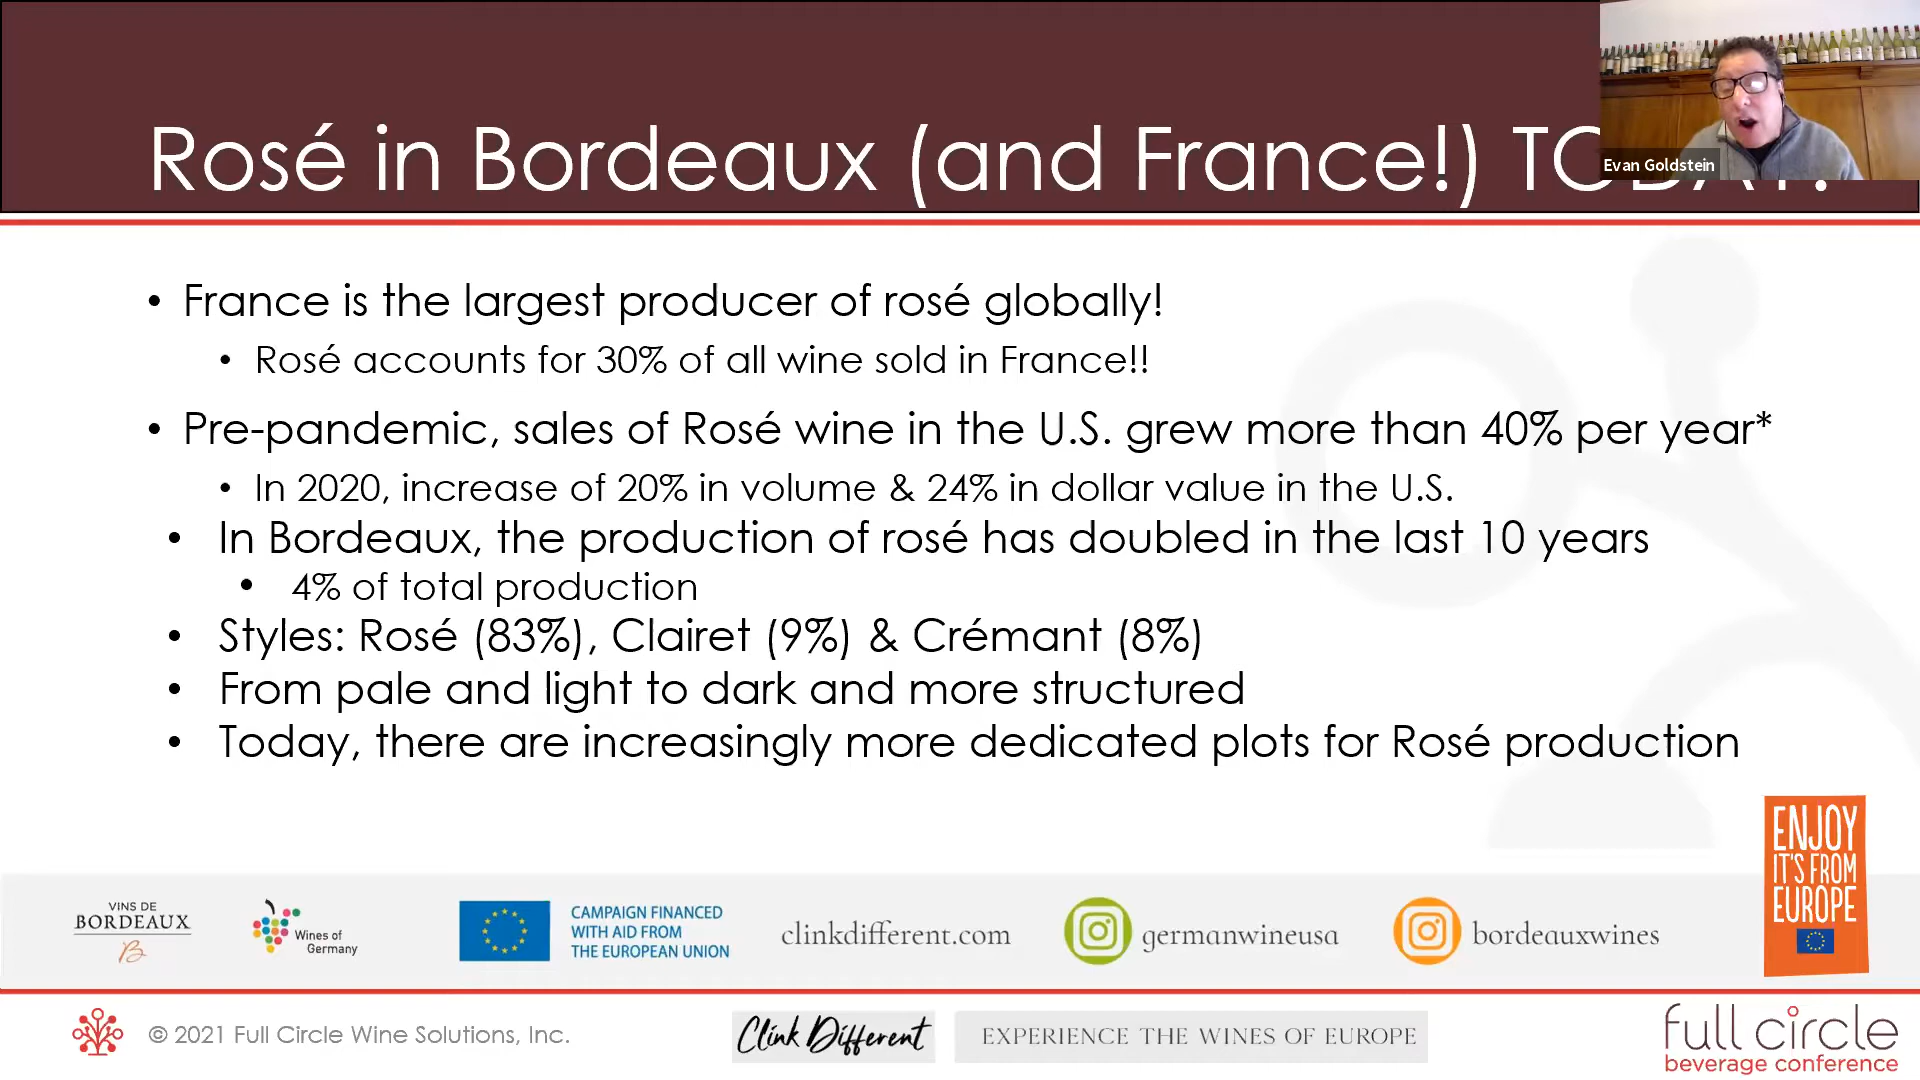 Rosé in Bordeaux (and France!)
Evan Goldstein
• France is the largest producer of rosé globally!
• Rosé accounts for 30% of all wine sold in France!!
• Pre-pandemic, sales of Rosé wine in the U.S. grew more than 40% per year*
• In 2020, increase of 20% in volume & 24% in dollar value in the U.S.
• In Bordeaux, the production of rosé has doubled in the last 10 years
• 4% of total production
• Styles: Rosé (83%), Clairet (9%) & Crémant (8%)
• From pale and light to dark and more structured
• Today, there are increasingly more dedicated plots for Rosé production
ENJOY
IT'S FROM
EUROPE
VINS DE
BORDEAUX
B
Wines of
Germany
CAMPAIGN FINANCED
WITH AID FROM
THE EUROPEAN UNION
clinkdifferent.com
germanwineusa
bordeauxwines
© 2021 Full Circle Wine Solutions, Inc.
Clink Different
EXPERIENCE THE WINES OF EUROPE
full circle
beverage conference